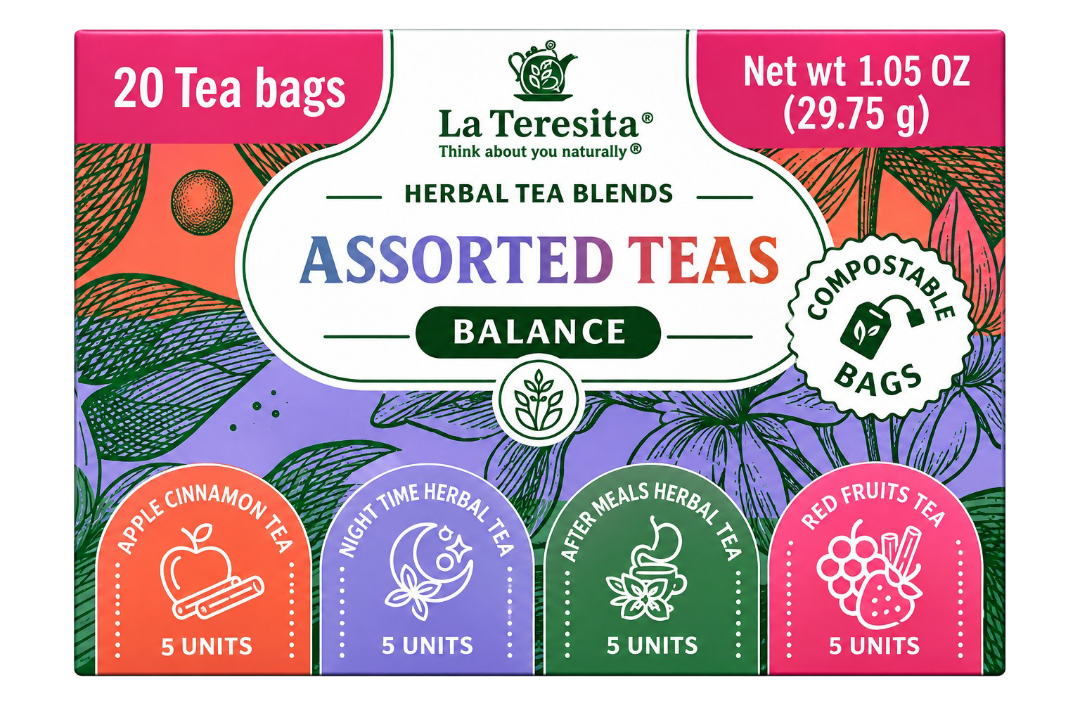 20 Tea bags
La Teresita®
Think about you naturally®
Net wt 1.05 OZ
(29.75 g)
HERBAL TEA BLENDS
ASSORTED TEAS
BALANCE
COMPOSTABLE
BAGS
APPLE CINNAMON TEA
5 UNITS
NIGHT TIME HERBAL TEA
5 UNITS
AFTER MEALS HERBAL TEA
5 UNITS
RED FRUITS TEA
5 UNITS